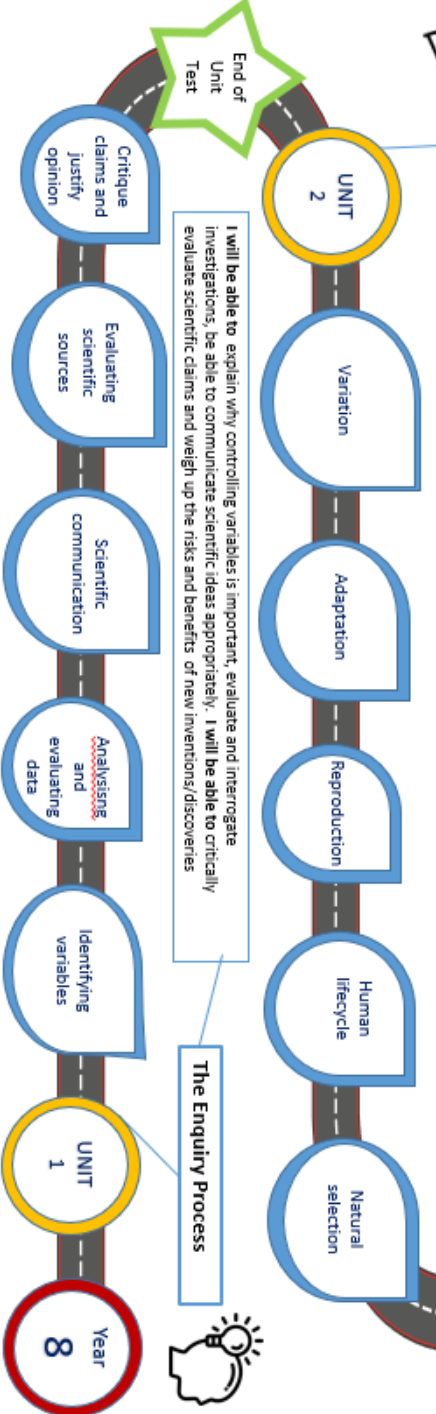 UNIT
2
Variation
Adaptation
Reproduction
Human
lifecycle
Natural
selection
End of
Unit
Test
I will be able to explain why controlling variables is important, evaluate and interrogate
investigations, be able to communicate scientific ideas appropriately. I will be able to critically
evaluate scientific claims and weigh up the risks and benefits of new inventions/discoveries
The Enquiry Process
Critique
claims and
justify
opinion
Evaluating
scientific
sources
Scientific
communication
Analysisng
and
evaluating
data
Identifying
variables
UNIT
1
Year
8